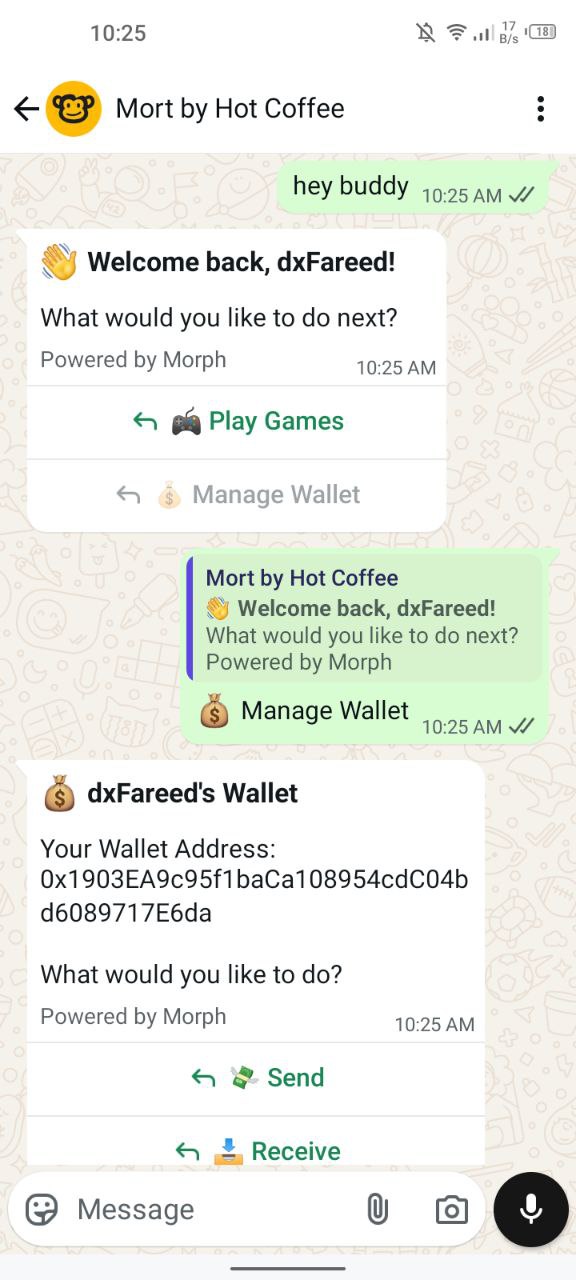 10:25
17
B/s
18
Mort by Hot Coffee
hey buddy 10:25 AM
👋 Welcome back, dxFareed!
What would you like to do next?
Powered by Morph
10:25 AM
🎮 Play Games
💰 Manage Wallet
Mort by Hot Coffee
👋 Welcome back, dxFareed!
What would you like to do next?
Powered by Morph
💰 Manage Wallet 10:25 AM
💰 dxFareed's Wallet
Your Wallet Address:
0x1903EA9c95f1baCa108954cdC04b
d6089717E6da
What would you like to do?
Powered by Morph
10:25 AM
💸 Send
📥 Receive
Message